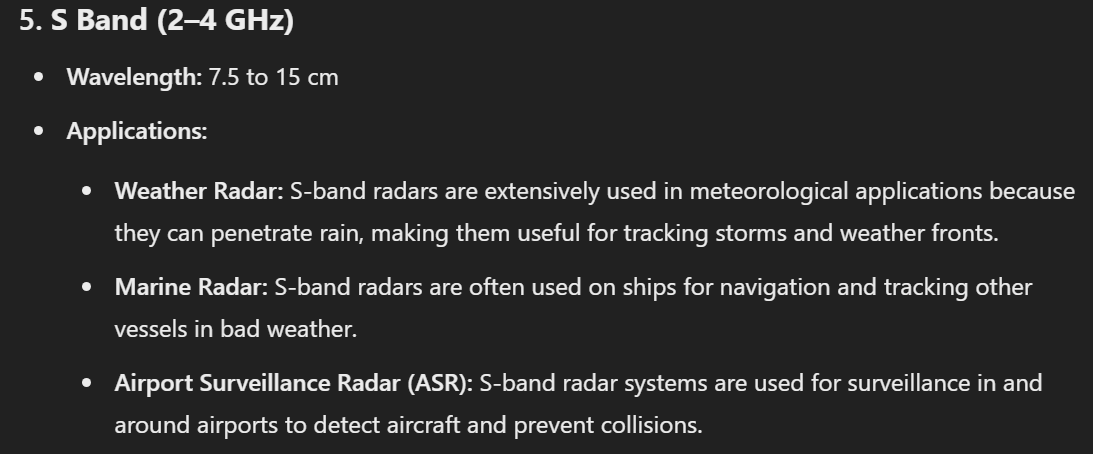 5. S Band (2–4 GHz)
• Wavelength: 7.5 to 15 cm
• Applications:
• Weather Radar: S-band radars are extensively used in meteorological applications because
they can penetrate rain, making them useful for tracking storms and weather fronts.
• Marine Radar: S-band radars are often used on ships for navigation and tracking other
vessels in bad weather.
• Airport Surveillance Radar (ASR): S-band radar systems are used for surveillance in and
around airports to detect aircraft and prevent collisions.